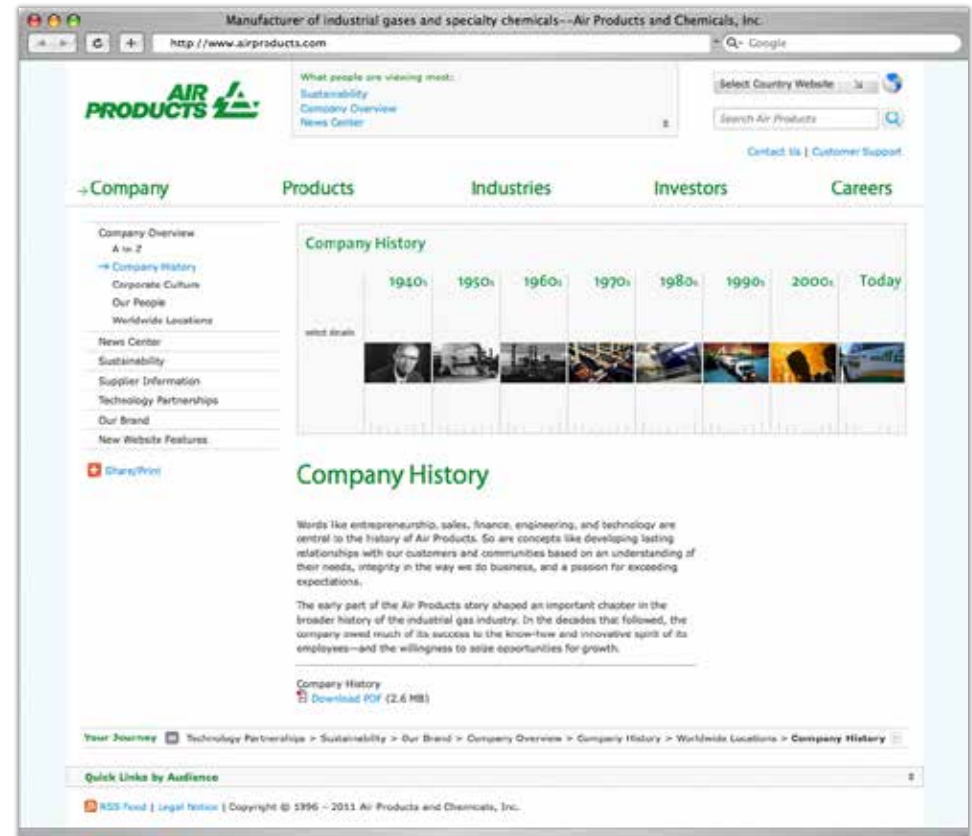 Manufacturer of industrial gases and specialty chemicals--Air Products and Chemicals, Inc.
http://www.airproducts.com
Google
AIR
PRODUCTS
What people are viewing most:
Sustainability
Company Overview
News Center
Select Country Website
Search Air Products
Contact Us | Customer Support
→Company
Products
Industries
Investors
Careers
Company Overview
A to Z
→ Company History
Corporate Culture
Our People
Worldwide Locations
News Center
Sustainability
Supplier Information
Technology Partnerships
Our Brand
New Website Features
Share/Print
Company History
1940s 1950s 1960s 1970s 1980s 1990s 2000s Today
select decade
Company History
Words like entrepreneurship, sales, finance, engineering, and technology are
central to the history of Air Products. So are concepts like developing lasting
relationships with our customers and communities based on an understanding of
their needs, integrity in the way we do business, and a passion for exceeding
expectations.
The early part of the Air Products story shaped an important chapter in the
broader history of the industrial gas industry. In the decades that followed, the
company owed much of its success to the know-how and innovative spirit of its
employees—and the willingness to seize opportunities for growth.
Company History
Download PDF (2.6 MB)
Your Journey Technology Partnerships > Sustainability > Our Brand > Company Overview > Company History > Worldwide Locations > Company History
Quick Links by Audience
RSS Feed | Legal Notice | Copyright © 1996 - 2011 Air Products and Chemicals, Inc.